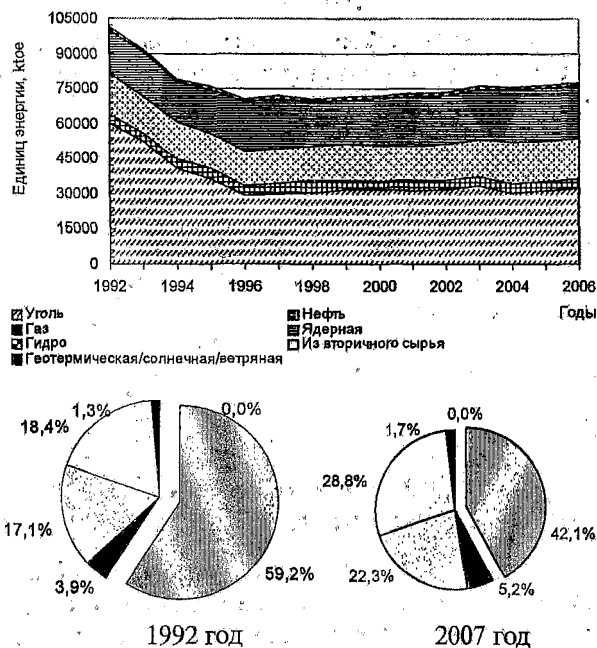 Единиц энергии, ktoe
105000
90000
75000
60000
45000
30000
15000
0
1992 1994 1996 1998 2000 2002 2004 2006
Годы
Уголь Нефть
Газ Ядерная
Гидро Из вторичного сырья
Геотермическая/солнечная/ветряная
1,3% 0,0%
18,4%
17,1%
3,9%
59,2%
1992 год
0,0%
1,7%
28,8%
42,1%
22,3% 5,2%
2007 год